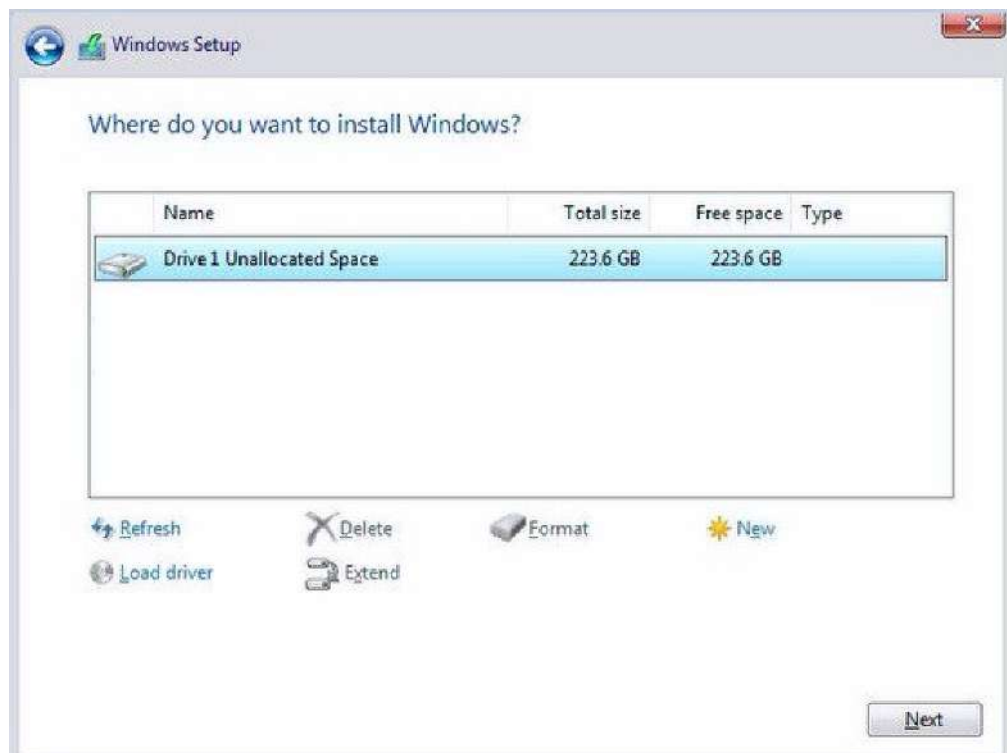 Windows Setup
Where do you want to install Windows?
Name Total size Free space Type
Drive 1 Unallocated Space 223.6 GB 223.6 GB
Refresh Delete Format New
Load driver Extend
Next